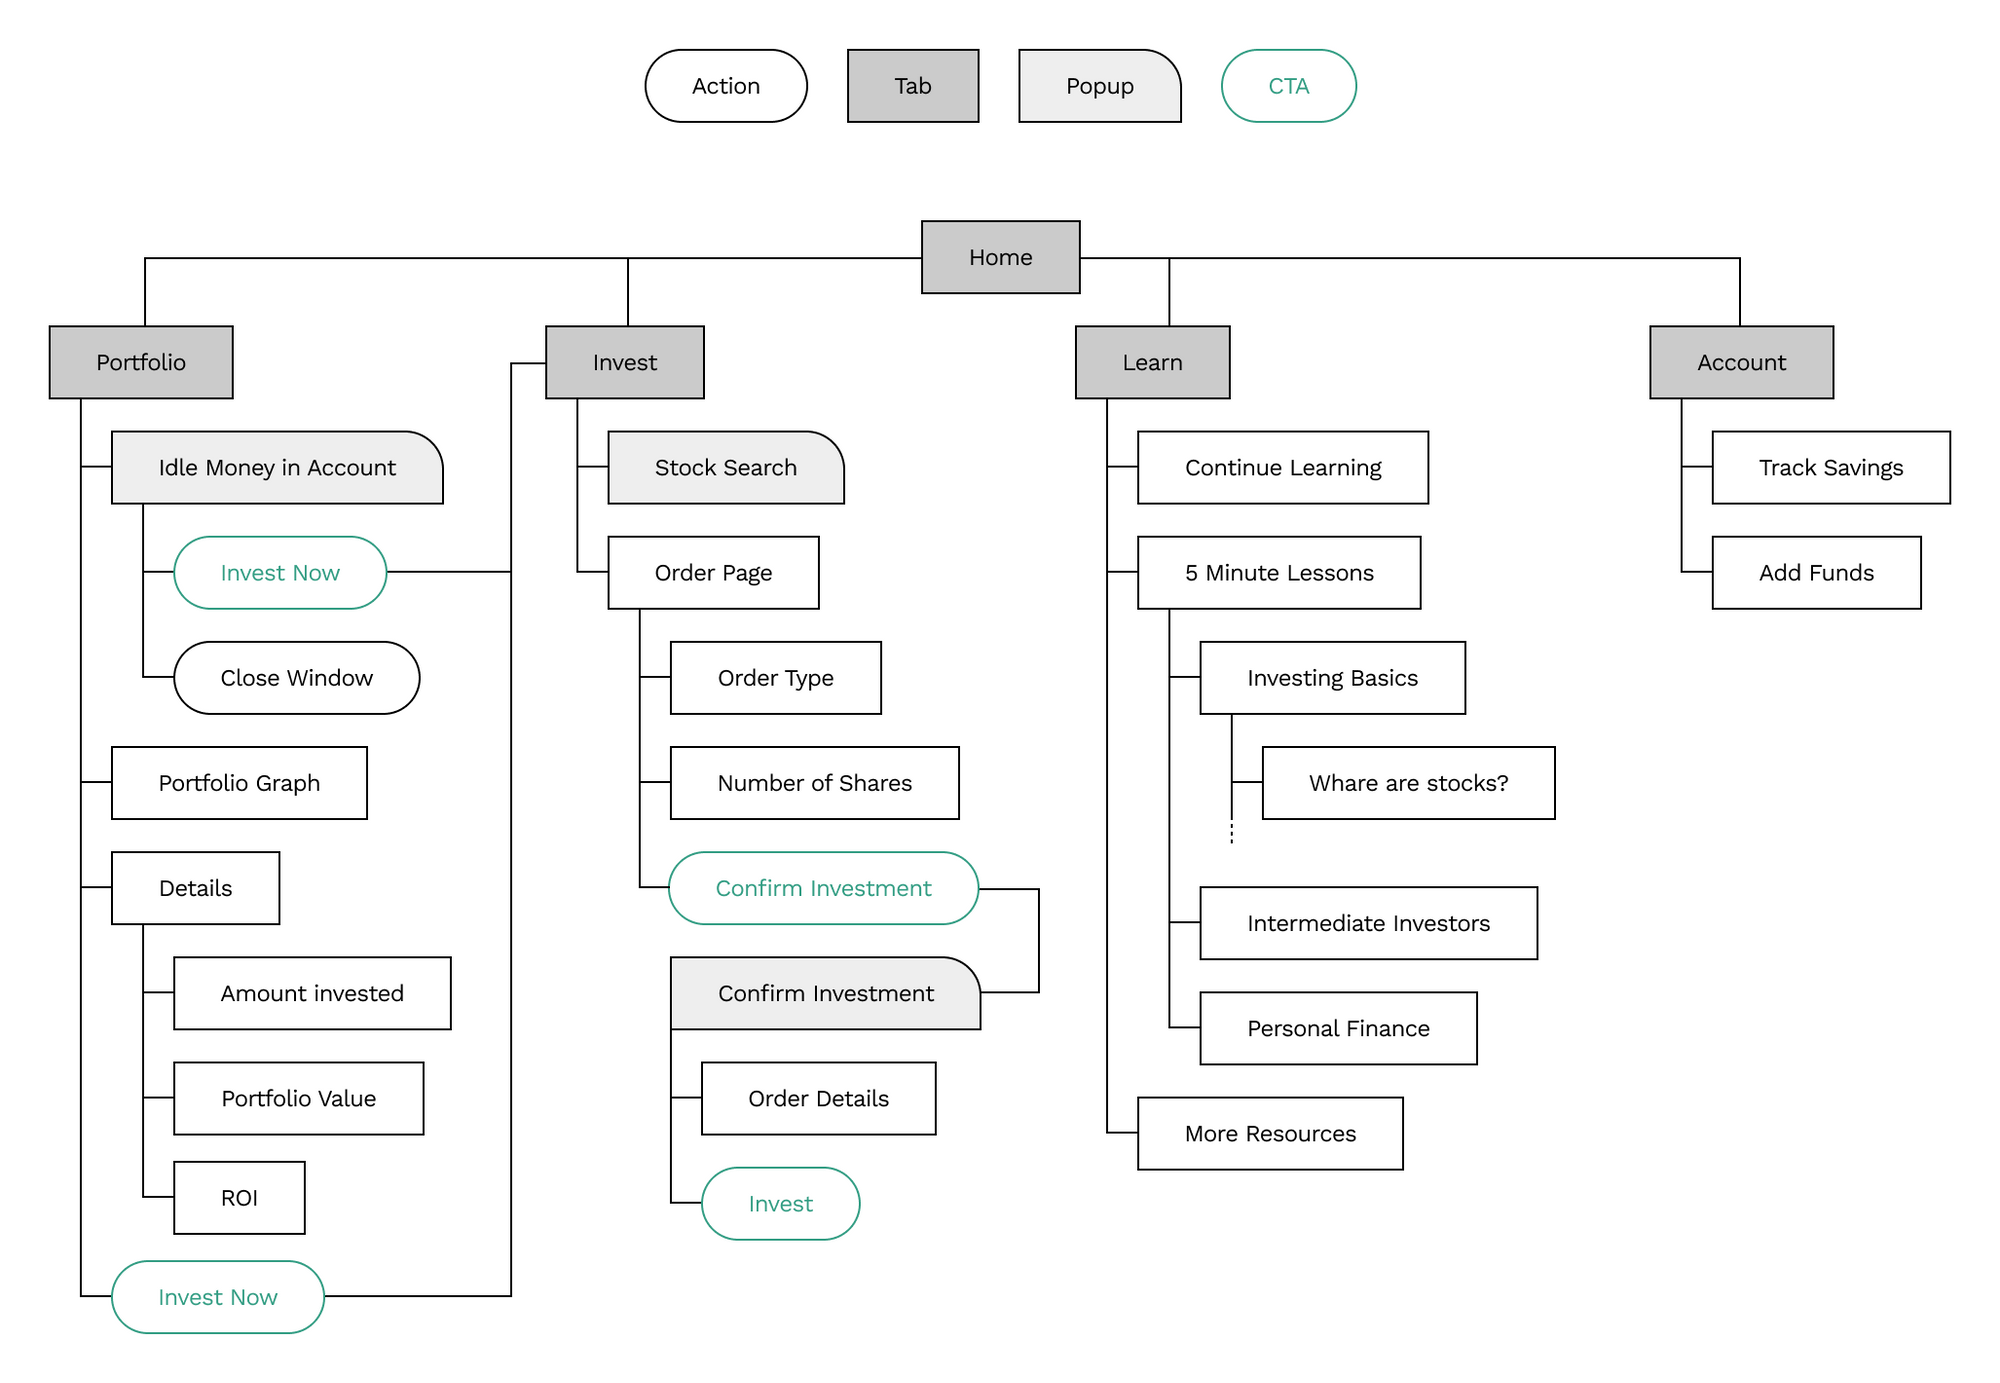 Action
Tab
Popup
CTA
Home
Portfolio
Invest
Learn
Account
Idle Money in Account
Invest Now
Close Window
Portfolio Graph
Details
Amount invested
Portfolio Value
ROI
Invest Now
Stock Search
Order Page
Order Type
Number of Shares
Confirm Investment
Confirm Investment
Order Details
Invest
Continue Learning
5 Minute Lessons
Investing Basics
Whare are stocks?
Intermediate Investors
Personal Finance
More Resources
Track Savings
Add Funds